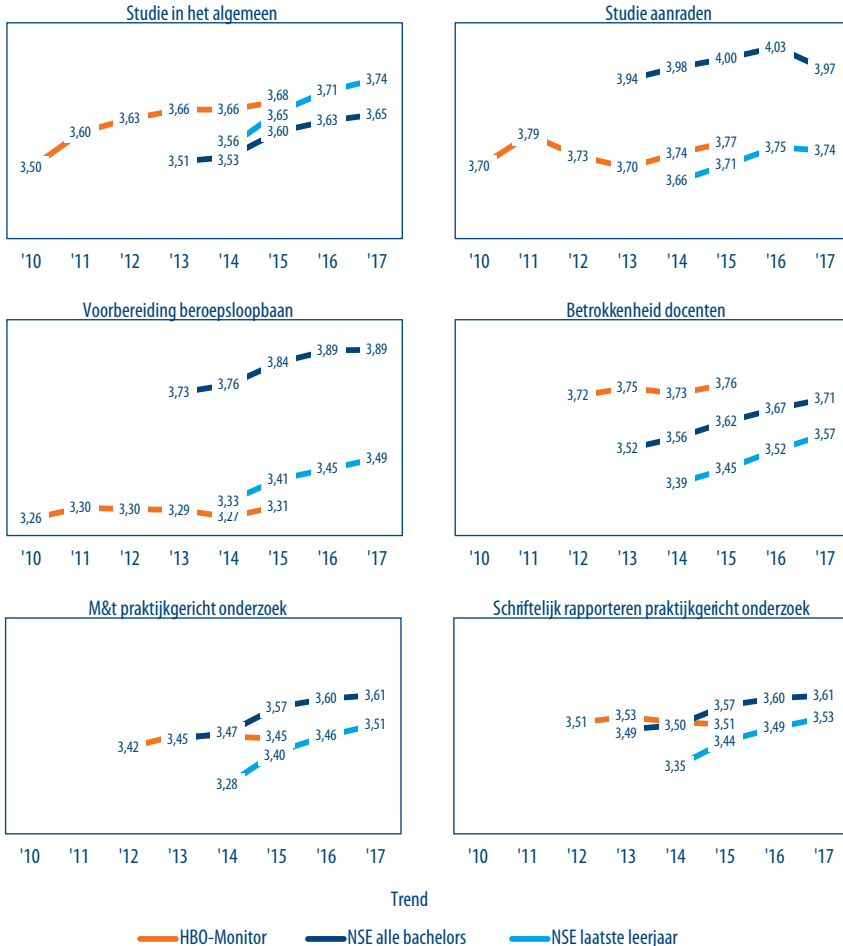 Studie in het algemeen
3,50 3,60 3,63 3,66 3,66 3,68
3,56 3,65 3,71 3,74
3,51 3,53 3,60 3,63 3,65
'10 '11 '12 '13 '14 '15 '16 '17
Studie aanraden
3,94 3,98 4,00 4,03 3,97
3,70 3,79 3,73 3,70 3,74 3,77
3,66 3,71 3,75 3,74
'10 '11 '12 '13 '14 '15 '16 '17
Voorbereiding beroepsloopbaan
3,73 3,76 3,84 3,89 3,89
3,33 3,41 3,45 3,49
3,26 3,30 3,30 3,29 3,27 3,31
'10 '11 '12 '13 '14 '15 '16 '17
Betrokkenheid docenten
3,72 3,75 3,73 3,76
3,52 3,56 3,62 3,67 3,71
3,39 3,45 3,52 3,57
'10 '11 '12 '13 '14 '15 '16 '17
M&t praktijkgericht onderzoek
3,57 3,60 3,61
3,42 3,45 3,47 3,45
3,28 3,40 3,46 3,51
'10 '11 '12 '13 '14 '15 '16 '17
Schriftelijk rapporteren praktijkgericht onderzoek
3,57 3,60 3,61
3,51 3,53 3,50 3,51
3,49
3,35 3,44 3,49 3,53
'10 '11 '12 '13 '14 '15 '16 '17
Trend
HBO-Monitor NSE alle bachelors NSE laatste leerjaar